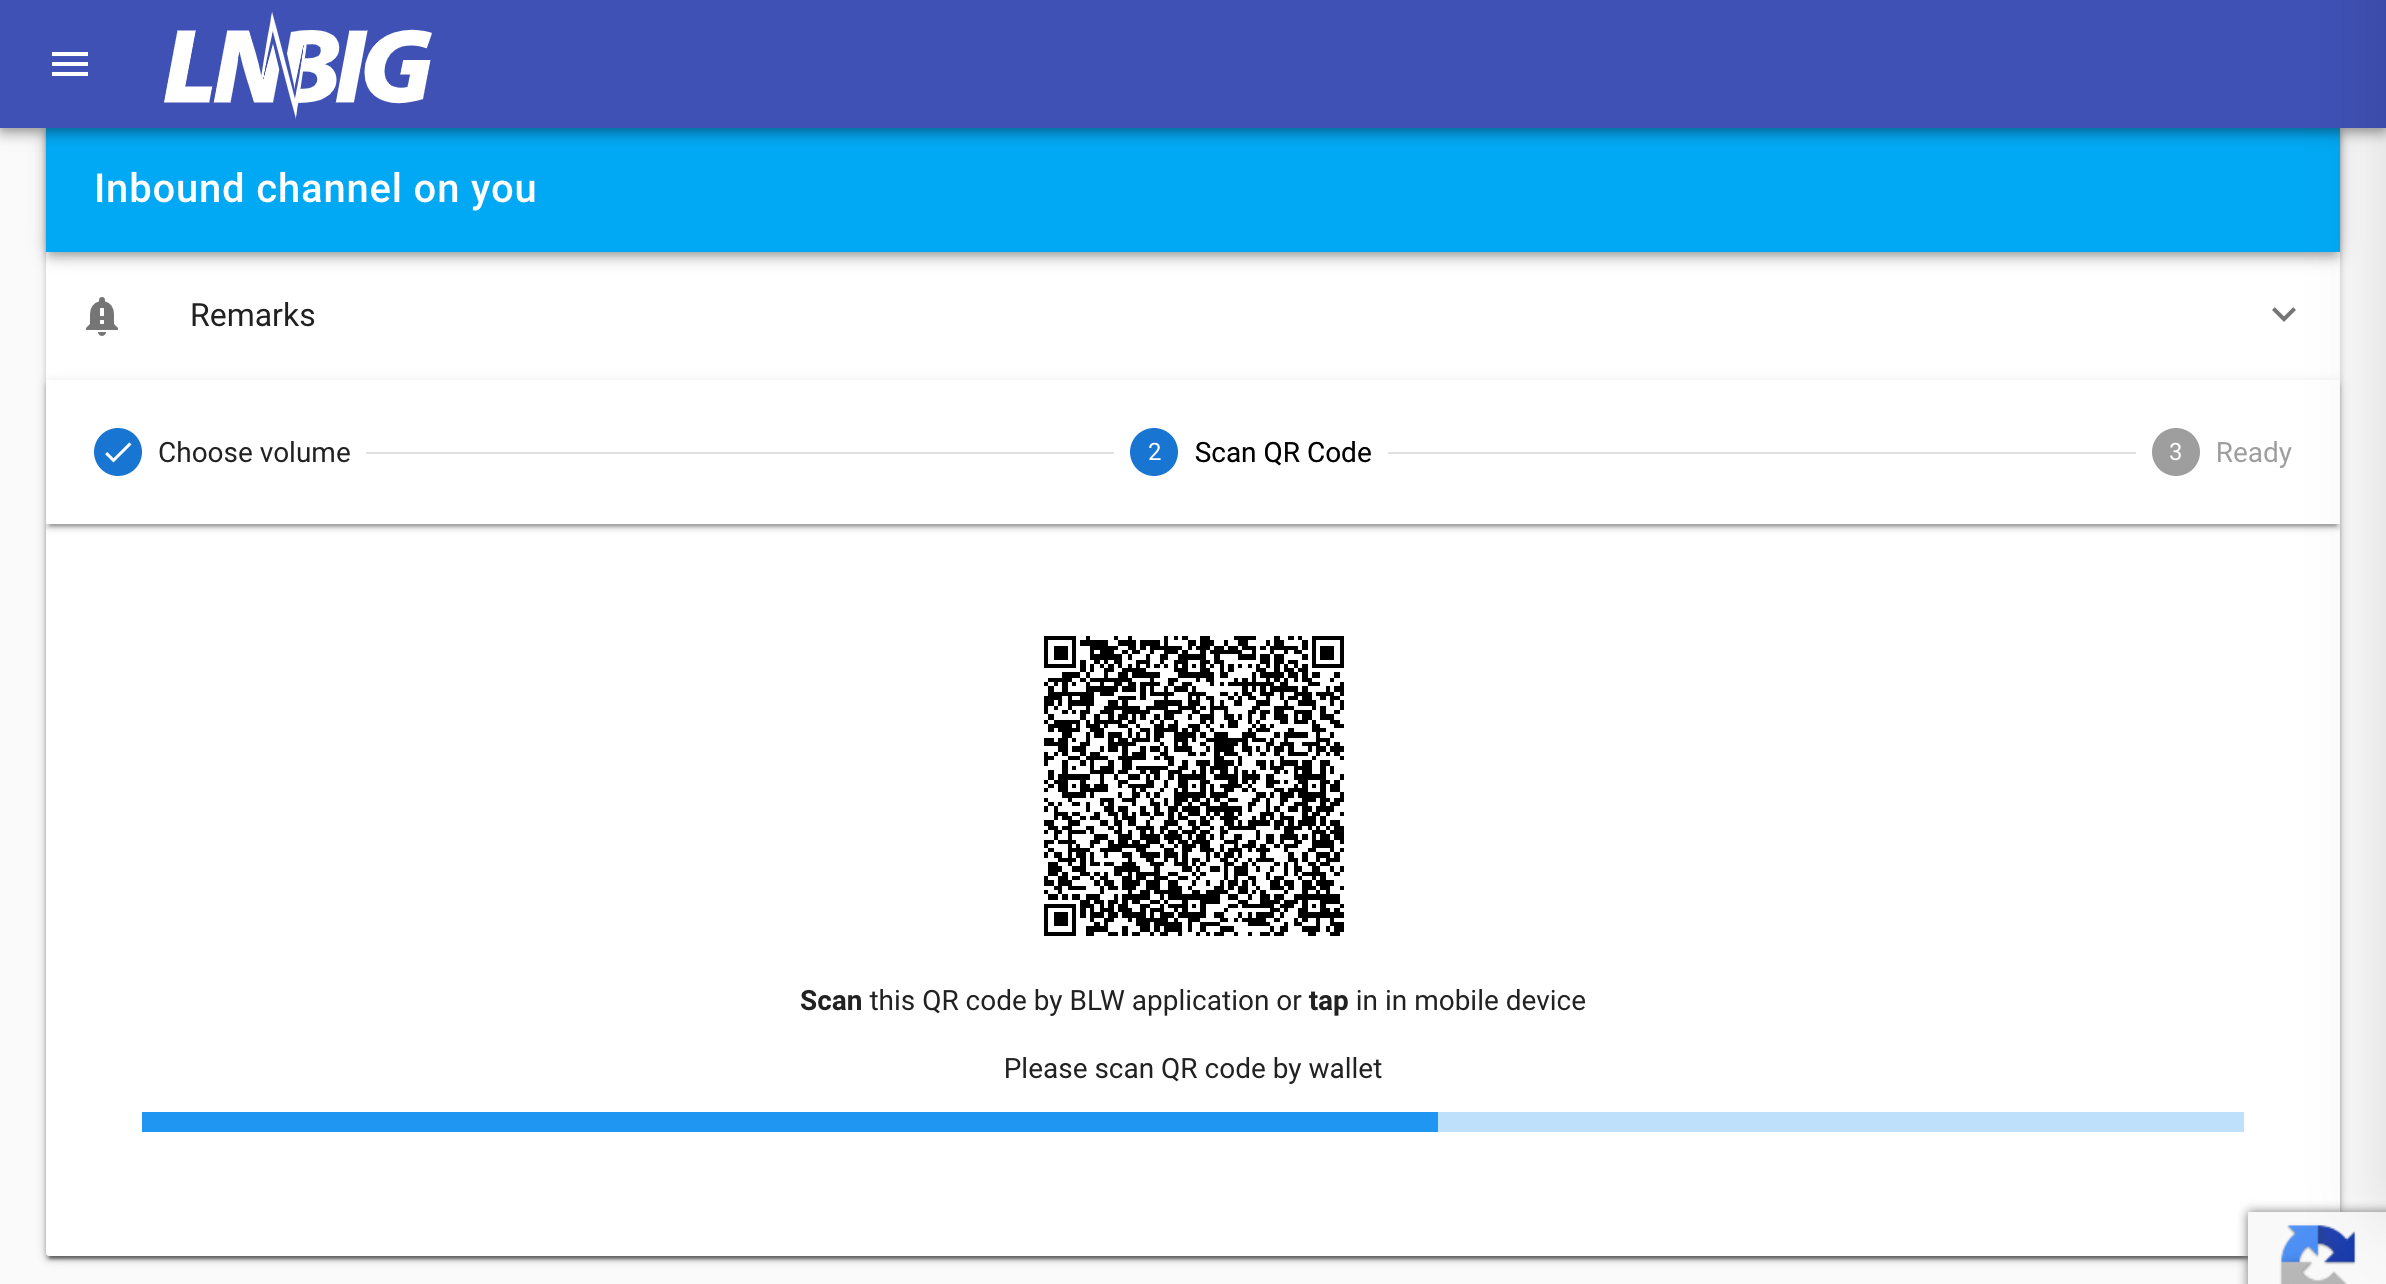 LNBIG
Inbound channel on you
Remarks
Choose volume
2 Scan QR Code
3 Ready
Scan this QR code by BLW application or tap in in mobile device
Please scan QR code by wallet